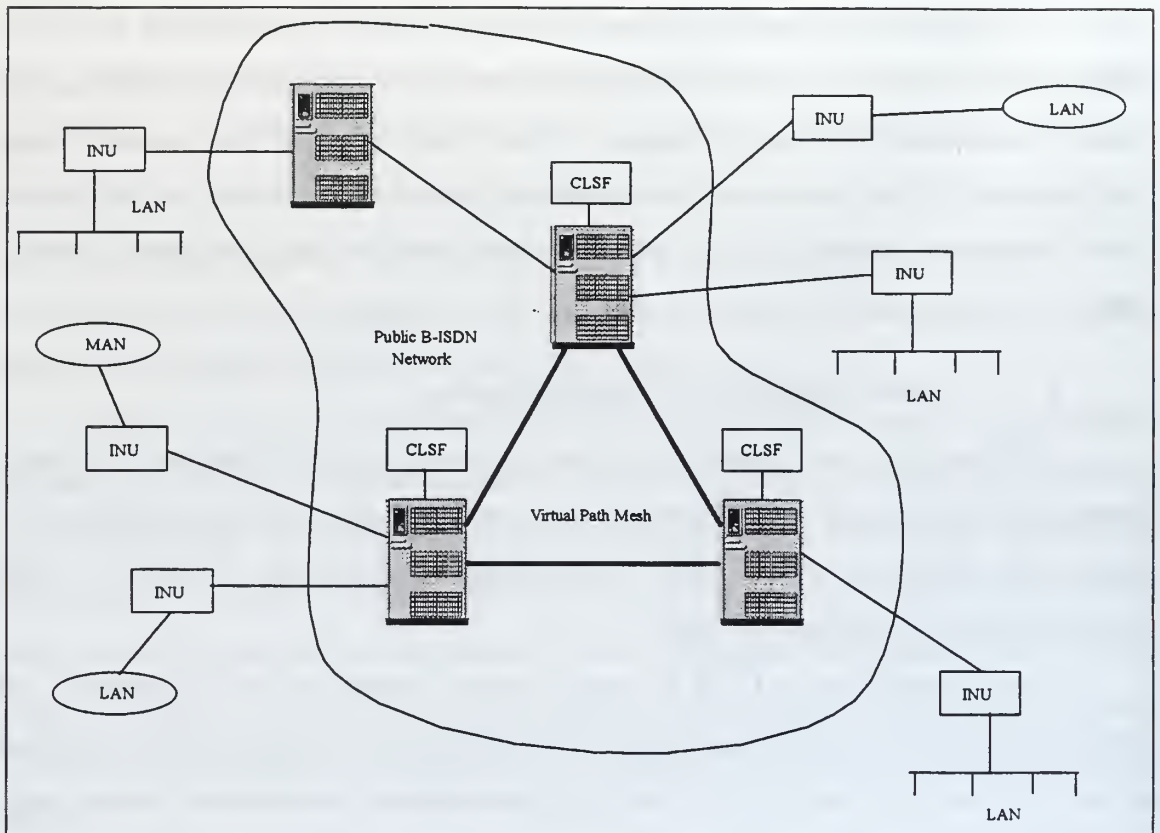 LAN
INU
INU
CLSF
LAN
INU
Public B-ISDN
Network
MAN
LAN
INU
CLSF
CLSF
Virtual Path Mesh
INU
LAN
INU
LAN